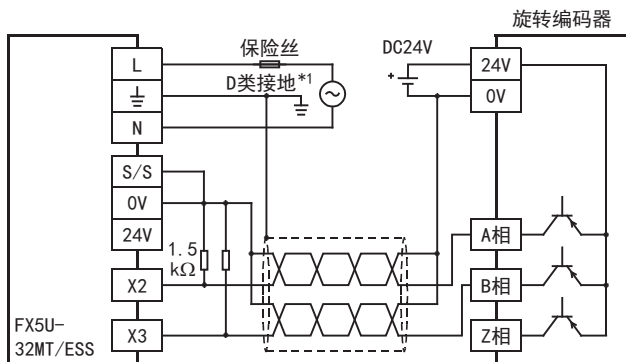 旋转编码器
保险丝
DC24V
L
24V
D类接地*1
0V
N
S/S
0V
24V
A相
1.5
kΩ
X2
B相
X3
Z相
FX5U-
32MT/ESS